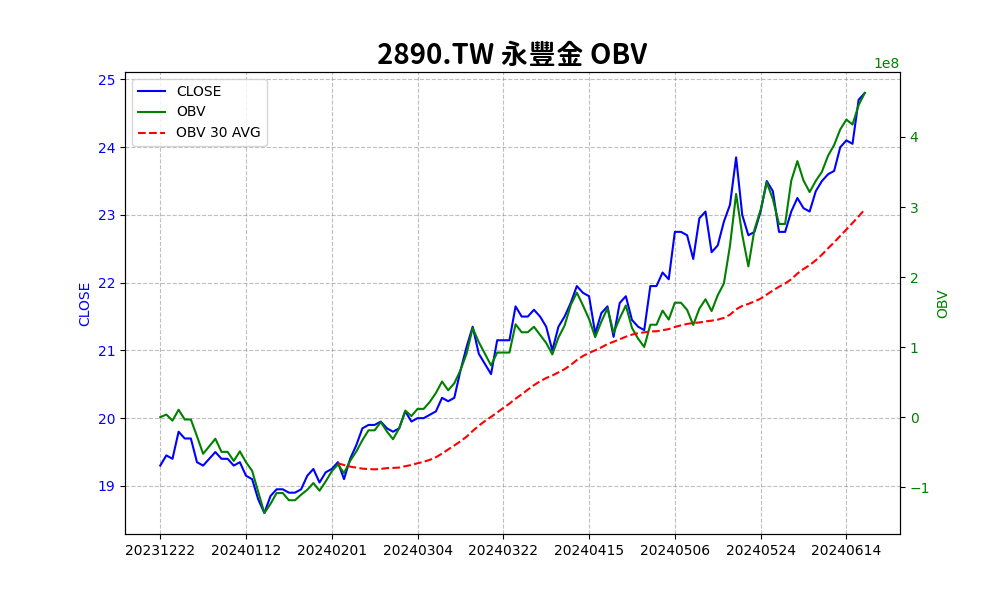 2890.TW 永豐金 OBV
1e8
25
24
23
22
21
20
19
CLOSE
CLOSE
OBV
OBV 30 AVG
4
3
2
1
0
−1
OBV
20231222 20240112 20240201 20240304 20240322 20240415 20240506 20240524 20240614